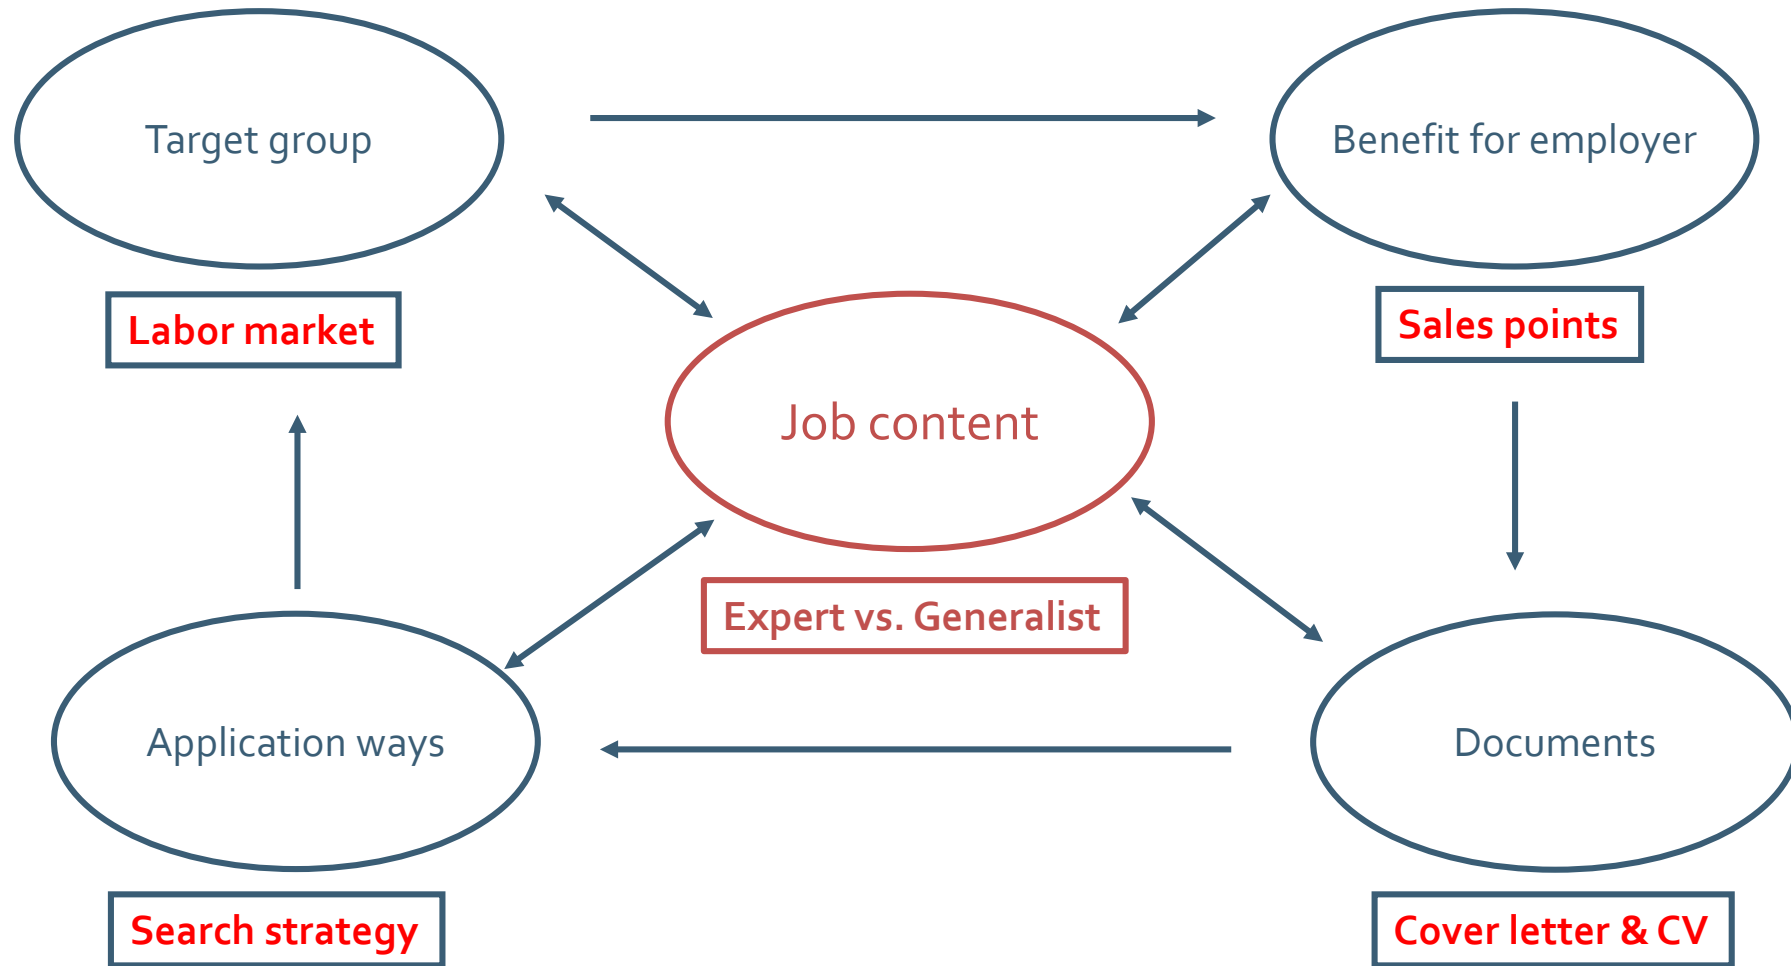 Target group
Benefit for employer
Labor market
Sales points
Job content
Expert vs. Generalist
Application ways
Documents
Search strategy
Cover letter & CV